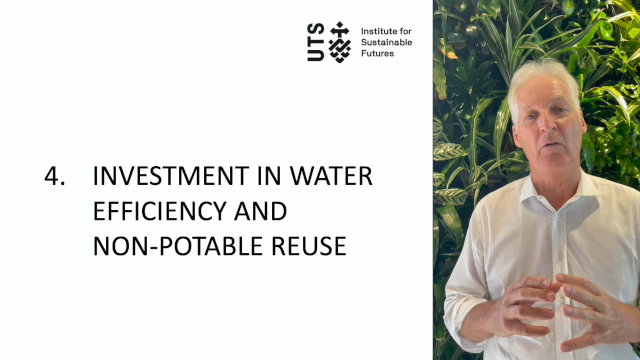 UTS
Institute for
Sustainable
Futures
4. INVESTMENT IN WATER
EFFICIENCY AND
NON-POTABLE REUSE